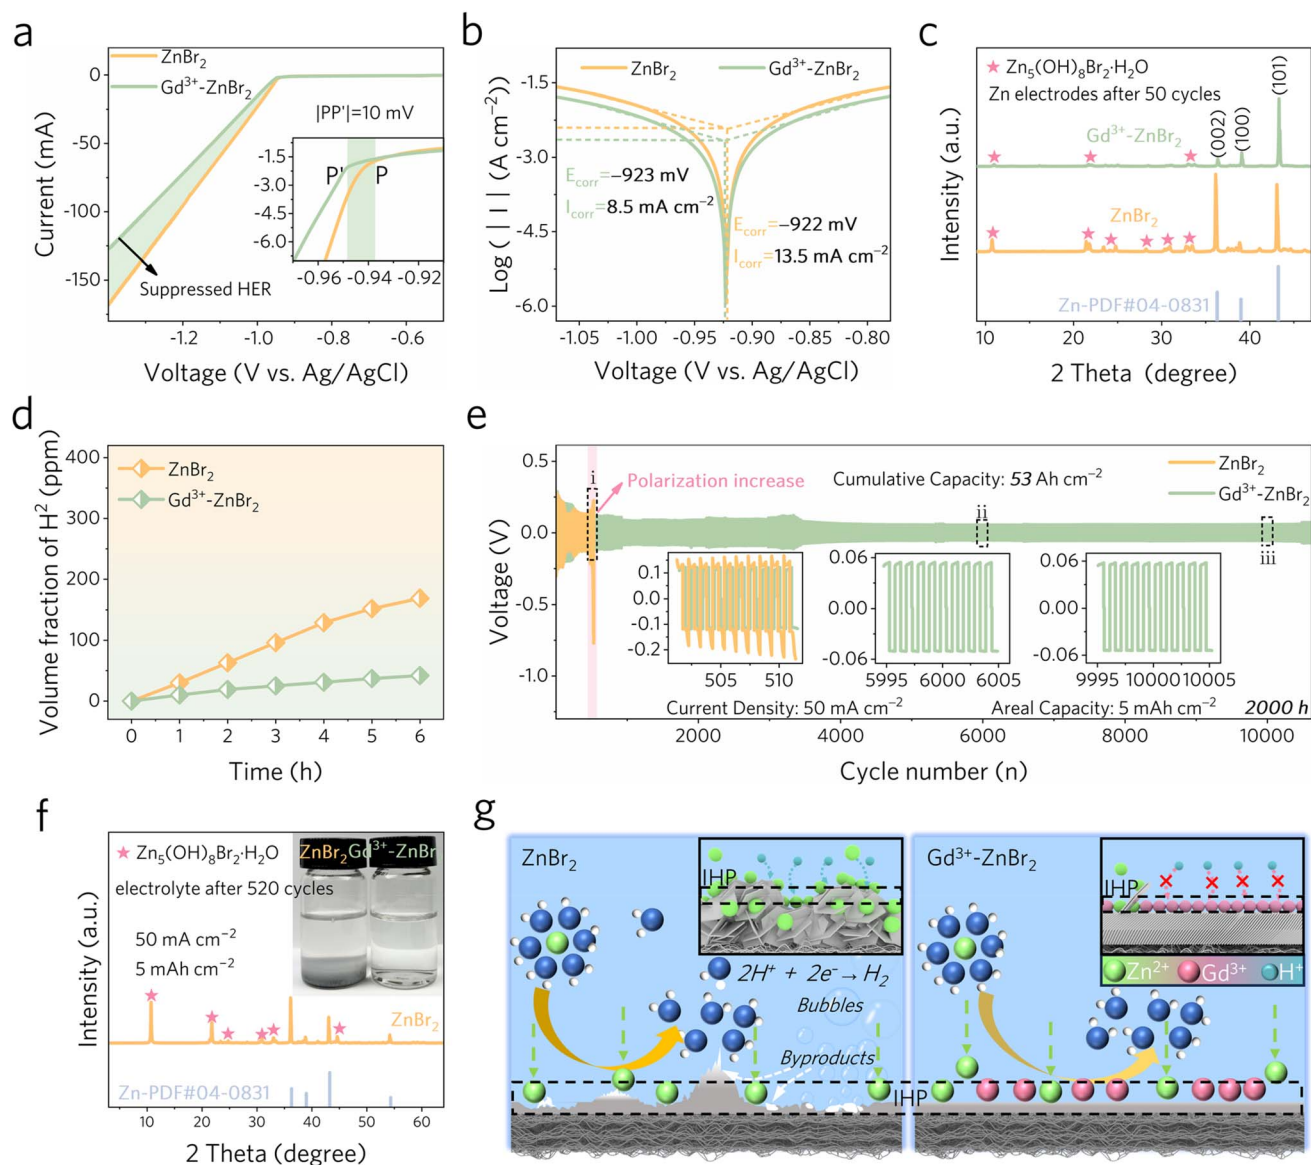 a
ZnBr₂
Gd³⁺-ZnBr₂
|PP'|=10 mV
P'
P
-1.5
-3.0
-4.5
-6.0
-0.96
-0.94
-0.92
Suppressed HER
0
-50
-100
-150
-1.2
-1.0
-0.8
-0.6
Current (mA)
Voltage (V vs. Ag/AgCl)
b
ZnBr₂
Gd³⁺-ZnBr₂
E_corr=−923 mV
I_corr=8.5 mA cm⁻²
E_corr=−922 mV
I_corr=13.5 mA cm⁻²
-1.5
-3.0
-4.5
-6.0
-1.05
-1.00
-0.95
-0.90
-0.85
-0.80
Log( | I | (A cm⁻²))
Voltage (V vs. Ag/AgCl)
c
Zn₅(OH)₈Br₂·H₂O
Zn electrodes after 50 cycles
Gd³⁺-ZnBr₂
(002)
(100)
(101)
ZnBr₂
Zn-PDF#04-0831
10
20
30
40
Intensity (a.u.)
2 Theta (degree)
d
ZnBr₂
Gd³⁺-ZnBr₂
400
300
200
100
0
0 1 2 3 4 5 6
Volume fraction of H² (ppm)
Time (h)
e
i
Polarization increase
Cumulative Capacity: 53 Ah cm⁻²
ZnBr₂
Gd³⁺-ZnBr₂
ii
iii
0.5
0.0
-0.5
-1.0
0.1
0.0
-0.1
-0.2
505 510
0.06
0.00
-0.06
5995 6000 6005
0.06
0.00
-0.06
9995 10000 10005
Current Density: 50 mA cm⁻²
Areal Capacity: 5 mAh cm⁻²
2000 h
2000 4000 6000 8000 10000
Voltage (V)
Cycle number (n)
f
Zn₅(OH)₈Br₂·H₂O
electrolyte after 520 cycles
50 mA cm⁻²
5 mAh cm⁻²
ZnBr₂
Gd³⁺-ZnBr
ZnBr₂
Zn-PDF#04-0831
10 20 30 40 50 60
Intensity (a.u.)
2 Theta (degree)
g
ZnBr₂
IHP
2H⁺ + 2e⁻→ H₂
Bubbles
Byproducts
IHP
Gd³⁺-ZnBr₂
IHP
Zn²⁺
Gd³⁺
H⁺